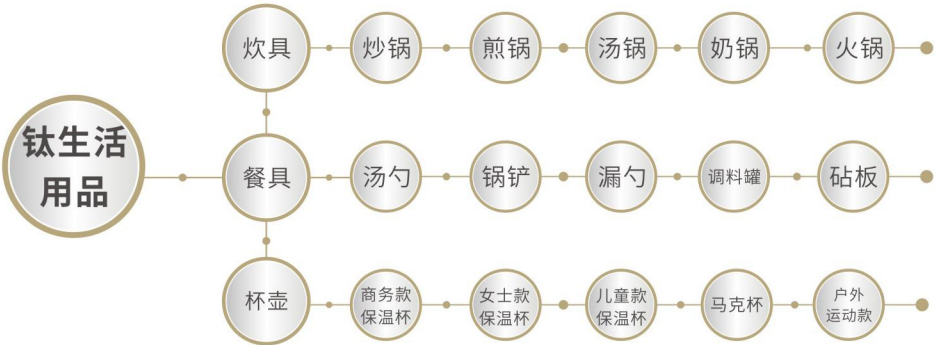 钛生活
用品
炊具
炒锅
煎锅
汤锅
奶锅
火锅
餐具
汤勺
锅铲
漏勺
调料罐
砧板
杯壶
商务款
保温杯
女士款
保温杯
儿童款
保温杯
马克杯
户外
运动款